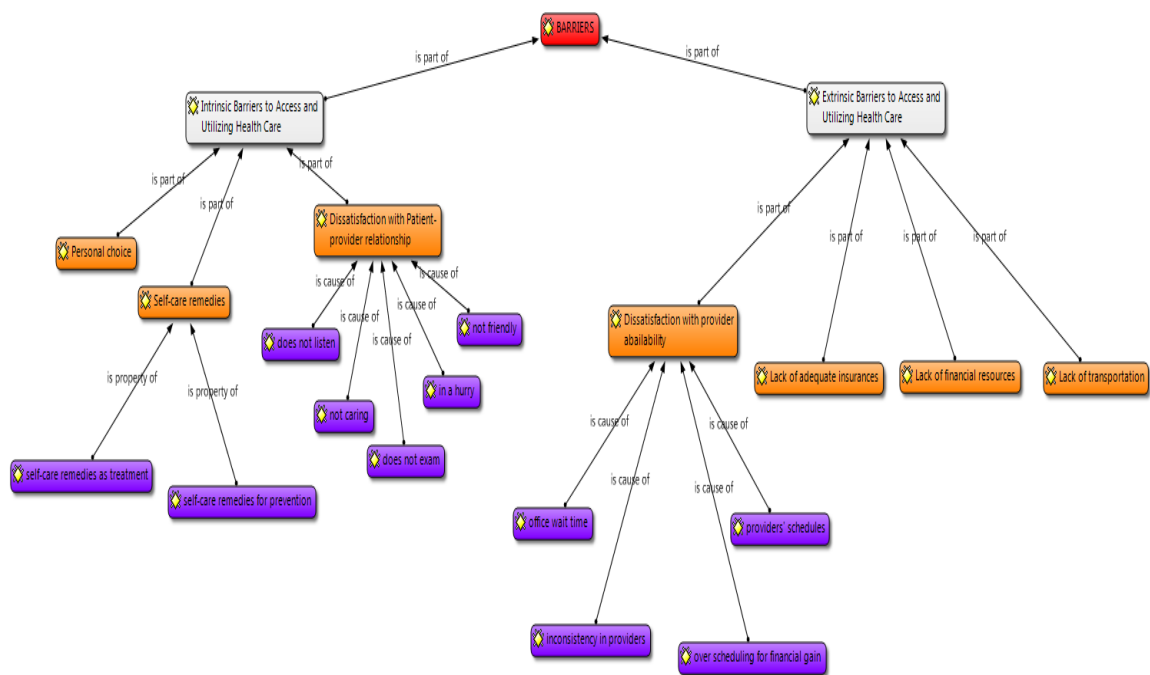 BARRIERS
is part of
is part of
Intrinsic Barriers to Access and
Utilizing Health Care
Extrinsic Barriers to Access and
Utilizing Health Care
is part of
is part of
is part of
Personal choice
Self-care remedies
Dissatisfaction with Patient-
provider relationship
is cause of
is cause of
is cause of
is cause of
is cause of
does not listen
not caring
does not exam
in a hurry
not friendly
is property of
is property of
self-care remedies as treatment
self-care remedies for prevention
is part of
is part of
is part of
is part of
Dissatisfaction with provider
abailability
Lack of adequate insurances
Lack of financial resources
Lack of transportation
is cause of
is cause of
is cause of
is cause of
office wait time
providers' schedules
inconsistency in providers
over scheduling for financial gain